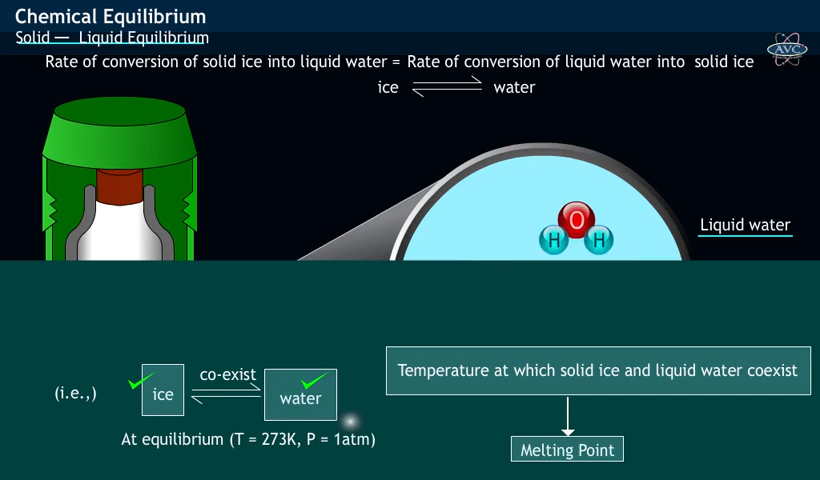 Chemical Equilibrium
Solid — Liquid Equilibrium
AVC
Rate of conversion of solid ice into liquid water = Rate of conversion of liquid water into solid ice
ice ⇌ water
Liquid water
O
H H
co-exist
(i.e.,) ice ⇌ water
At equilibrium (T = 273K, P = 1atm)
Temperature at which solid ice and liquid water coexist
Melting Point